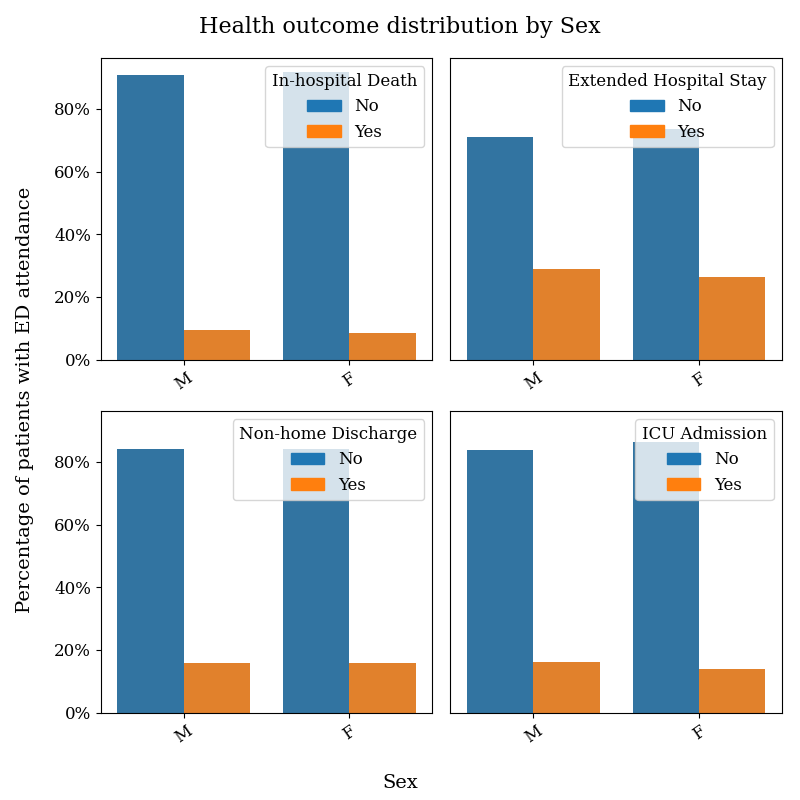 Health outcome distribution by Sex
Percentage of patients with ED attendance
In-hospital Death
No
Yes
80%
60%
40%
20%
0%
M
F
Extended Hospital Stay
No
Yes
M
F
Non-home Discharge
No
Yes
80%
60%
40%
20%
0%
M
F
ICU Admission
No
Yes
M
F
Sex